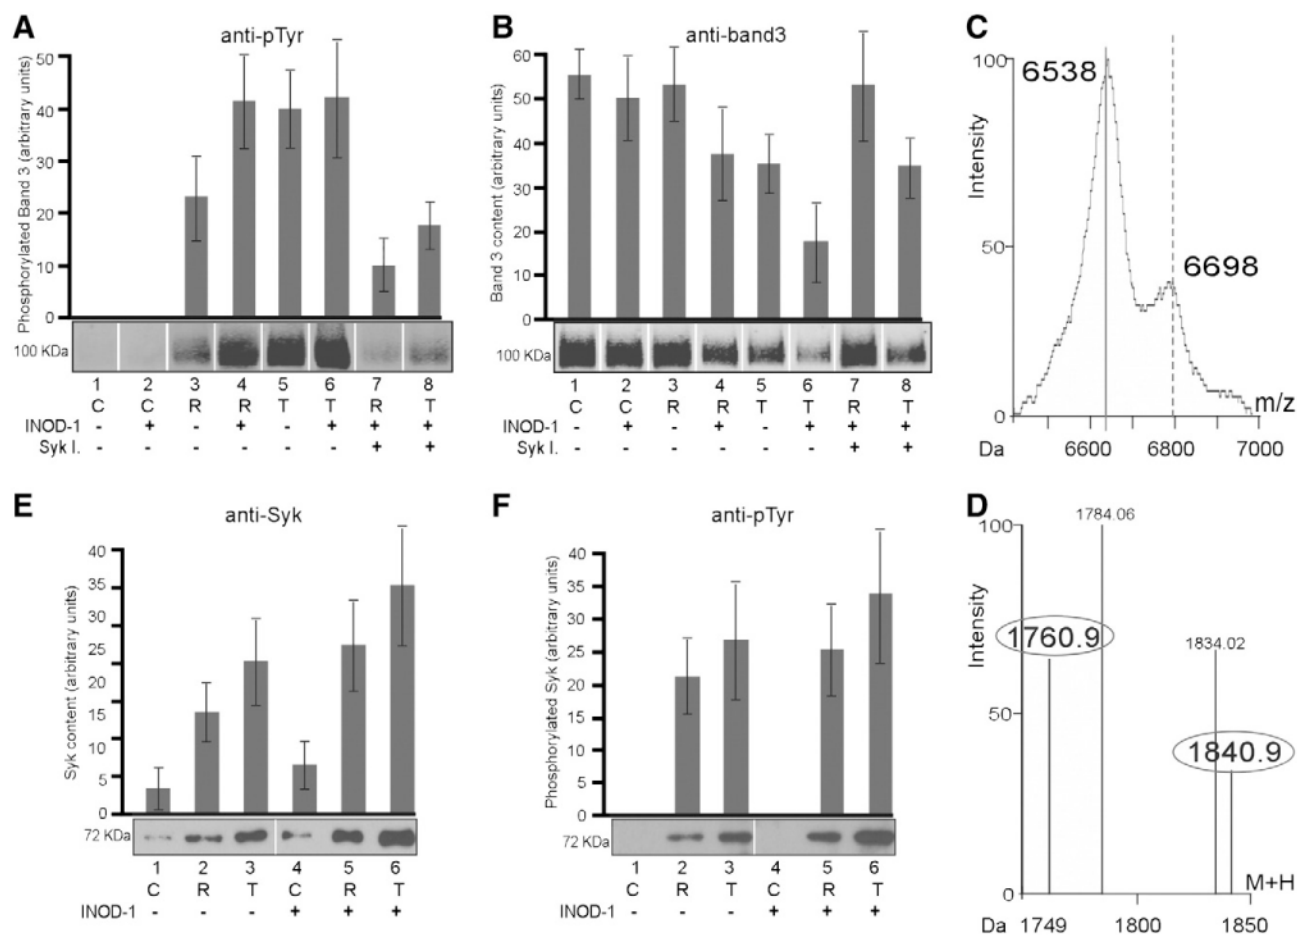 A
anti-pTyr
Phosphorylated Band 3 (arbitrary units)
50
40
30
20
10
0
100 KDa
1 2 3 4 5 6 7 8
C C R R T T R T
INOD-1 - + - + - + + +
Syk I. - - - - - - + +
B
anti-band3
Band 3 content (arbitrary units)
60
50
40
30
20
10
0
100 KDa
1 2 3 4 5 6 7 8
C C R R T T R T
INOD-1 - + - + - + + +
Syk I. - - - - - - + +
C
100
6538
Intensity
6698
50
0
m/z
Da 6600 6800 7000
E
anti-Syk
Syk content (arbitrary units)
40
35
30
25
20
15
10
5
0
72 KDa
1 2 3 4 5 6
C R T C R T
INOD-1 - - - + + +
F
anti-pTyr
Phosphorylated Syk (arbitrary units)
40
35
30
25
20
15
10
5
0
72 KDa
1 2 3 4 5 6
C R T C R T
INOD-1 - - - + + +
D
1784.06
100
Intensity
1760.9
1834.02
50
1840.9
0
M+H
Da 1749 1800 1850